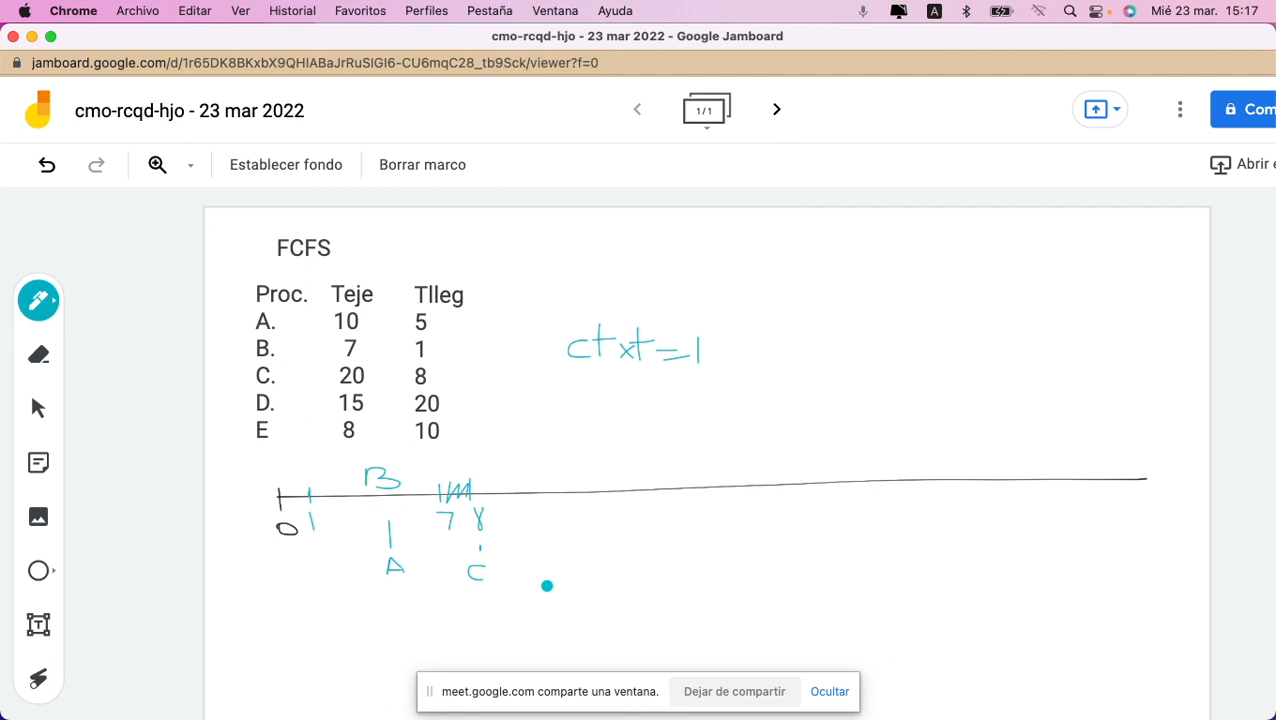 Chrome Archivo Editar Ver Historial Favoritos Perfiles Pestaña Ventana Ayuda A Mié 23 mar. 15:17
cmo-rcqd-hjo - 23 mar 2022 - Google Jamboard
jamboard.google.com/d/1r65DK8BKxbX9QHIABaJrRuSlGI6-CU6mqC28_tb9Sck/viewer?f=0
cmo-rcqd-hjo - 23 mar 2022 1/1 Com
Establecer fondo Borrar marco Abrir e
FCFS
Proc. Teje Tlleg
A. 10 5
B. 7 1
C. 20 8
D. 15 20
E 8 10
ctxt=1
B
0 1 7 8
A C
meet.google.com comparte una ventana. Dejar de compartir Ocultar